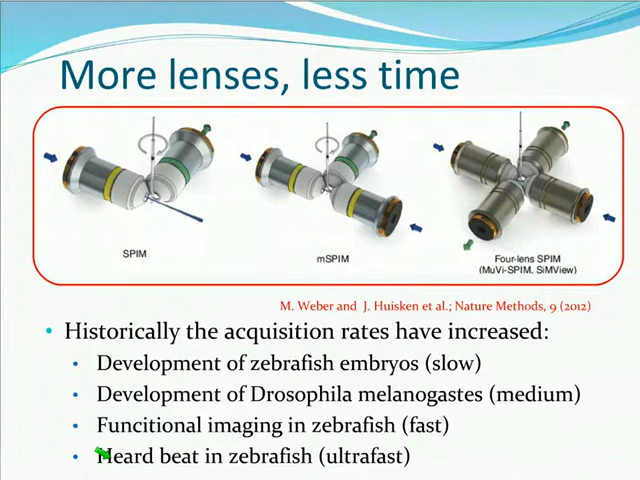 More lenses, less time
SPIM
mSPIM
Four-lens SPIM
(MuVi-SPIM, SiMView)
M. Weber and J. Huisken et al.; Nature Methods, 9 (2012)
• Historically the acquisition rates have increased:
• Development of zebrafish embryos (slow)
• Development of Drosophila melanogastes (medium)
• Funcitional imaging in zebrafish (fast)
• Heard beat in zebrafish (ultrafast)